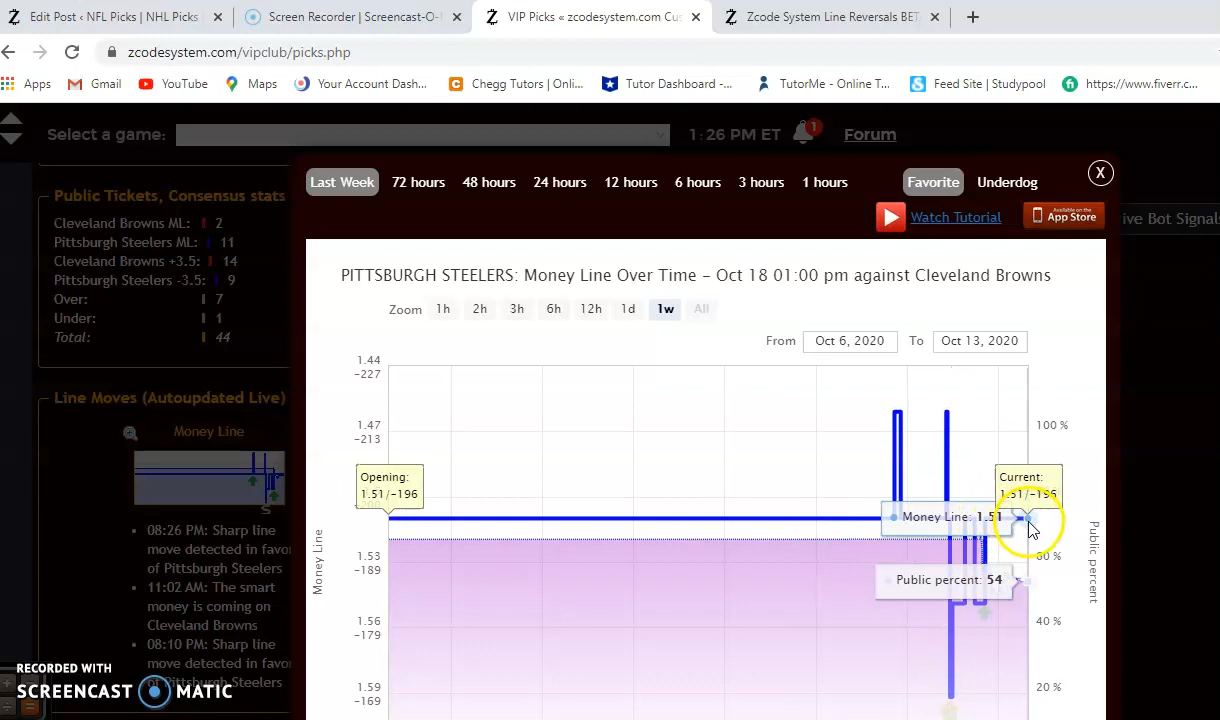 Edit Post ‹ NFL Picks | NHL Picks
Screen Recorder | Screencast-O-
VIP Picks « zcodesystem.com Cus
Zcode System Line Reversals BET
zcodesystem.com/vipclub/picks.php
Apps
Gmail
YouTube
Maps
Your Account Dash...
Chegg Tutors | Onli...
Tutor Dashboard -...
TutorMe - Online T...
Feed Site | Studypool
https://www.fiverr.c...
Select a game:
1:26 PM ET
1
Forum
Public Tickets, Consensus stats
Cleveland Browns ML: 2
Pittsburgh Steelers ML: 11
Cleveland Browns +3.5: 14
Pittsburgh Steelers -3.5: 9
Over: 7
Under: 1
Total: 44
Line Moves (Autoupdated Live)
Money Line
S
08:26 PM: Sharp line
move detected in favor
of Pittsburgh Steelers
11:02 AM: The smart
money is coming on
Cleveland Browns
08:10 PM: Sharp line
move detected in favor
of Pittsburgh Steelers
RECORDED WITH
SCREENCAST MATIC
Last Week
72 hours
48 hours
24 hours
12 hours
6 hours
3 hours
1 hours
Favorite
Underdog
X
Watch Tutorial
Available on the
App Store
ive Bot Signals
PITTSBURGH STEELERS: Money Line Over Time – Oct 18 01:00 pm against Cleveland Browns
Zoom 1h 2h 3h 6h 12h 1d 1w All
From Oct 6, 2020 To Oct 13, 2020
1.44
-227
1.47
-213
1.53
-189
1.56
-179
1.59
-169
Money Line
Opening:
1.51/-196
Current:
1.51/-196
Money Line: 1.51
Public percent: 54
100 %
60 %
40 %
20 %
Public percent